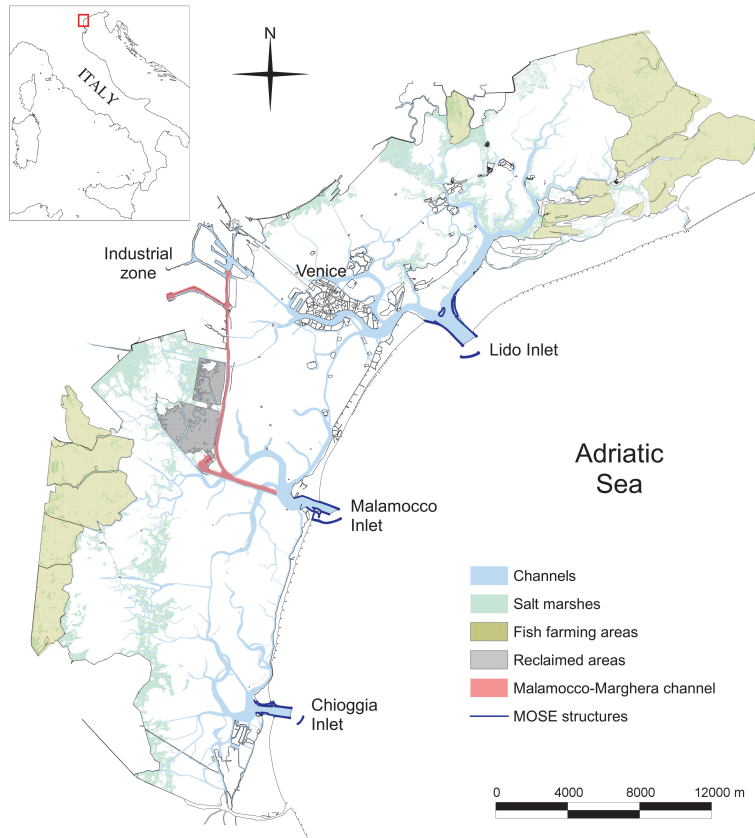 N
ITALY
Industrial
zone
Venice
Lido Inlet
Adriatic
Sea
Malamocco
Inlet
Chioggia
Inlet
Channels
Salt marshes
Fish farming areas
Reclaimed areas
Malamocco-Marghera channel
MOSE structures
0 4000 8000 12000 m